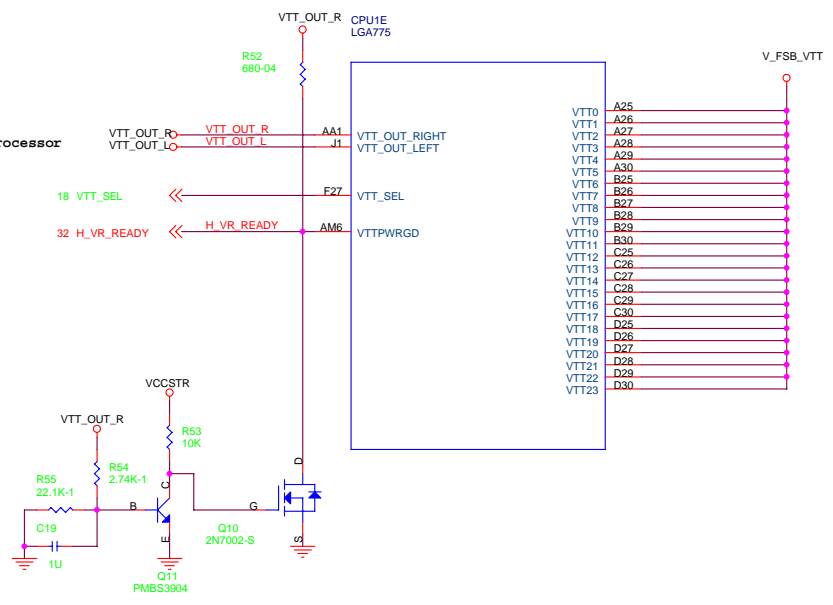 VTT_OUT_R
CPU1E
LGA775
V_FSB_VTT
R52
680-04
rocessor
VTT_OUT_R
VTT_OUT_R
AA1
VTT_OUT_RIGHT
VTT_OUT_L
VTT_OUT_L
J1
VTT_OUT_LEFT
18 VTT_SEL
F27
VTT_SEL
32 H_VR_READY
H_VR_READY
AM6
VTTPWRGD
VTT0 A25
VTT1 A26
VTT2 A27
VTT3 A28
VTT4 A29
VTT5 A30
VTT6 B25
VTT7 B26
VTT8 B27
VTT9 B28
VTT10 B29
VTT11 B30
VTT12 C25
VTT13 C26
VTT14 C27
VTT15 C28
VTT16 C29
VTT17 C30
VTT18 D25
VTT19 D26
VTT20 D27
VTT21 D28
VTT22 D29
VTT23 D30
VCCSTR
VTT_OUT_R
R53
10K
R54
2.74K-1
R55
22.1K-1
C19
1U
B
C
E
Q11
PMBS3904
G
D
S
Q10
2N7002-S